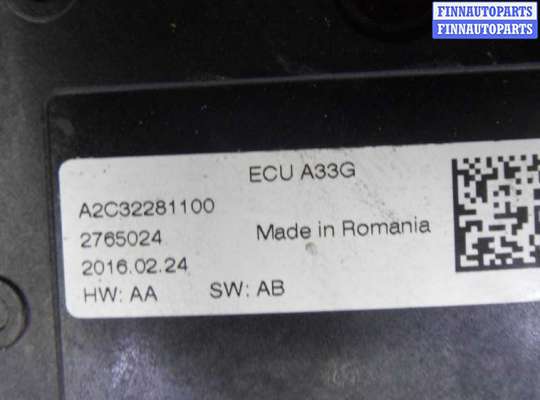 FINNAUTOPARTS
FINNAUTOPARTS
ECU A33G
A2C32281100
2765024
Made in Romania
2016.02.24
HW: AA SW: AB